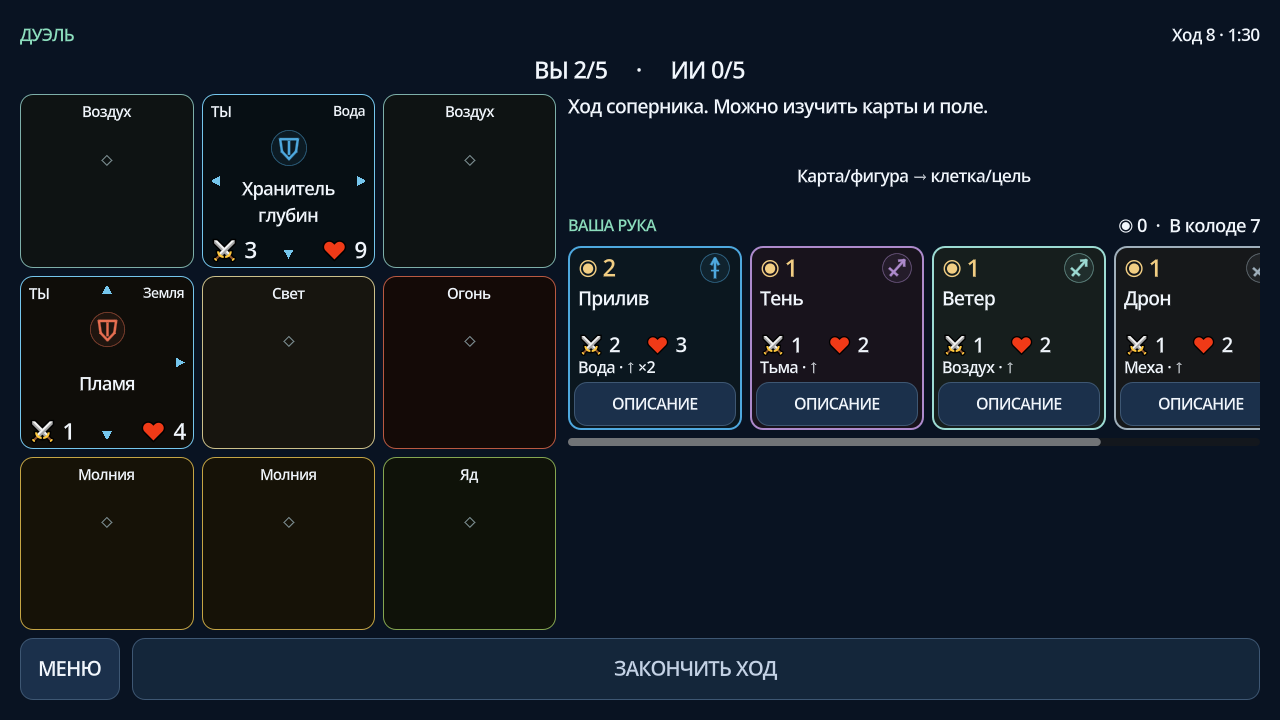 ДУЭЛЬ
Ход 8 · 1:30
ВЫ 2/5 · ИИ 0/5
Воздух
ТЫ Вода
Хранитель
глубин
3 9
Воздух
ТЫ Земля
Пламя
1 4
Свет
Огонь
Молния
Молния
Яд
Ход соперника. Можно изучить карты и поле.
Карта/фигура → клетка/цель
ВАША РУКА
◉ 0 · В колоде 7
2
Прилив
2 3
Вода · ↑ ×2
ОПИСАНИЕ
1
Тень
1 2
Тьма · ↑
ОПИСАНИЕ
1
Ветер
1 2
Воздух · ↑
ОПИСАНИЕ
1
Дрон
1 2
Меха · ↑
ОПИСАНИЕ
МЕНЮ
ЗАКОНЧИТЬ ХОД